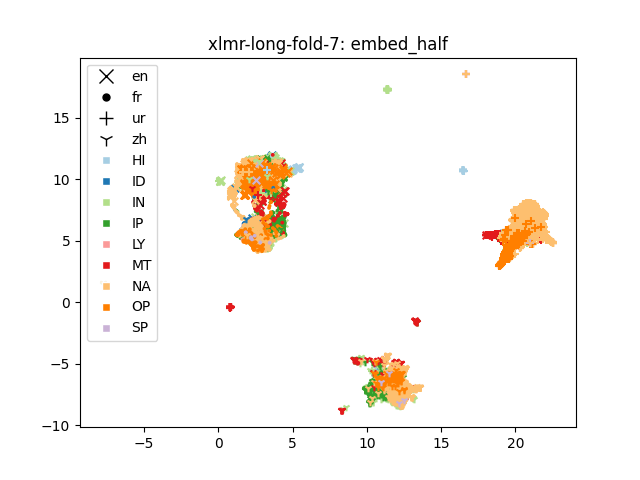 xlmr-long-fold-7: embed_half
en
fr
ur
zh
HI
ID
IN
IP
LY
MT
NA
OP
SP
15
10
5
0
−5
−10
−5
0
5
10
15
20